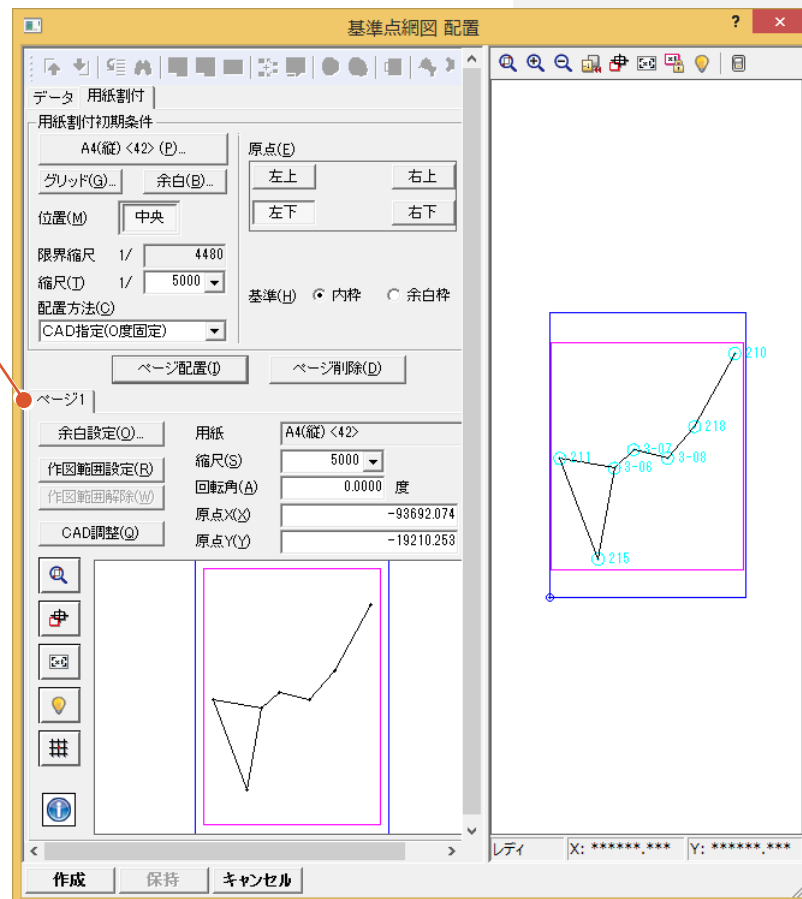 基準点網図 配置
? ×
データ 用紙割付
用紙割付初期条件
A4(縦) <42> (P)...
原点(E)
グリッド(G)... 余白(B)...
左上 右上
位置(M) 中央
左下 右下
限界縮尺 1/ 4480
縮尺(T) 1/ 5000
基準(H) 内枠 余白枠
配置方法(C)
CAD指定(0度固定)
ページ配置(I) ページ削除(D)
ページ1
余白設定(O)... 用紙 A4(縦) <42>
作図範囲設定(R) 縮尺(S) 5000
作図範囲解除(W) 回転角(A) 0.0000 度
原点X(X) -93692.074
CAD調整(Q) 原点Y(Y) -19210.253
210
218
3-07
211 3-06 3-08
215
レディ X: ******.*** Y: ******.***
作成 保持 キャンセル